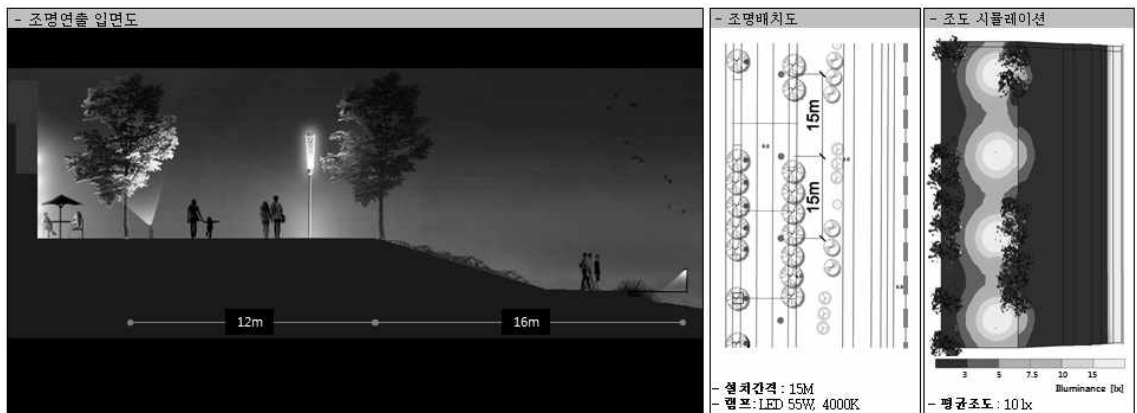 - 조명연출 입면도
12m
16m
- 조명배치도
15m
15m
- 설치간격 : 15M
- 램프: LED 55W, 4000K
- 조도 시뮬레이션
3 5 7.5 10 15
Illuminance [lx]
- 평균조도 : 10 lx